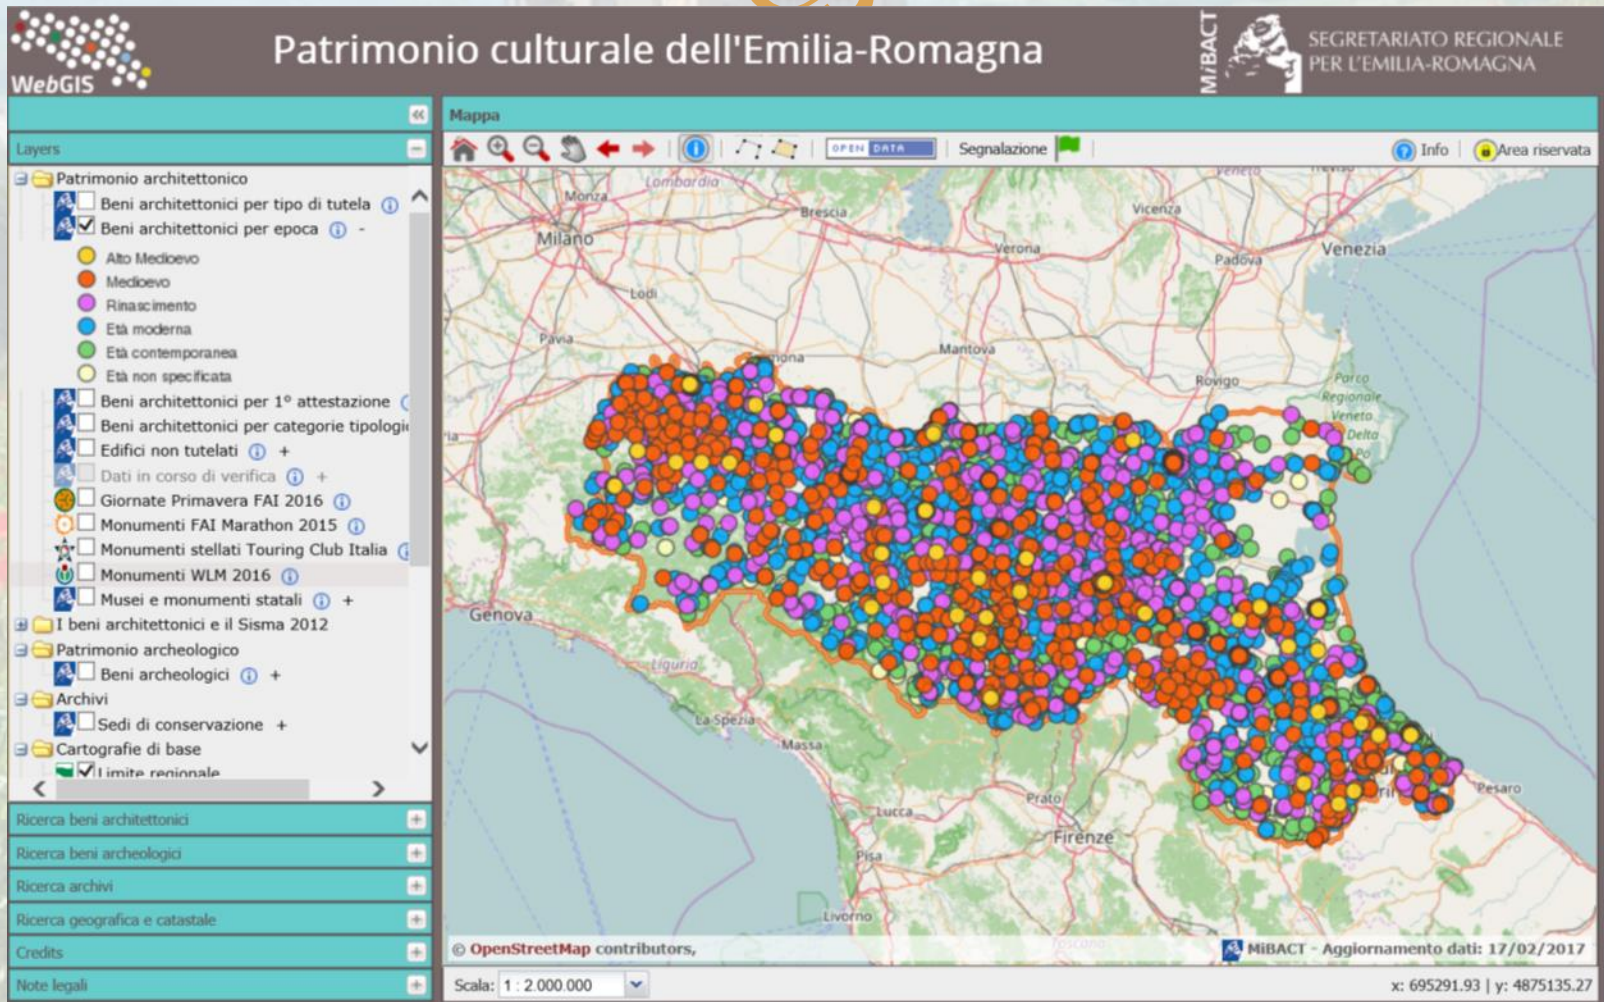 WebGIS
Patrimonio culturale dell'Emilia-Romagna
MiBACT
SEGRETARIATO REGIONALE
PER L'EMILIA-ROMAGNA
Layers
Patrimonio architettonico
Beni architettonici per tipo di tutela
Beni architettonici per epoca -
Alto Medioevo
Medioevo
Rinascimento
Età moderna
Età contemporanea
Età non specificata
Beni architettonici per 1° attestazione
Beni architettonici per categorie tipologi
Edifici non tutelati +
Dati in corso di verifica +
Giornate Primavera FAI 2016
Monumenti FAI Marathon 2015
Monumenti stellati Touring Club Italia
Monumenti WLM 2016
Musei e monumenti statali +
I beni architettonici e il Sisma 2012
Patrimonio archeologico
Beni archeologici +
Archivi
Sedi di conservazione +
Cartografie di base
Limite regionale
Ricerca beni architettonici
Ricerca beni archeologici
Ricerca archivi
Ricerca geografica e catastale
Credits
Note legali
Mappa
OPEN DATA
Segnalazione
Info
Area riservata
Lombardia
Veneto
Monza
Brescia
Vicenza
Milano
Verona
Padova
Venezia
Lodi
Pavia
Mantova
Rovigo
Parco
Regionale
Veneto
Delta
Po
Genova
Liguria
La Spezia
Massa
Prato
Pesaro
Lucca
Firenze
Pisa
Livorno
Toscana
© OpenStreetMap contributors,
MiBACT - Aggiornamento dati: 17/02/2017
Scala: 1 : 2.000.000
x: 695291.93 | y: 4875135.27